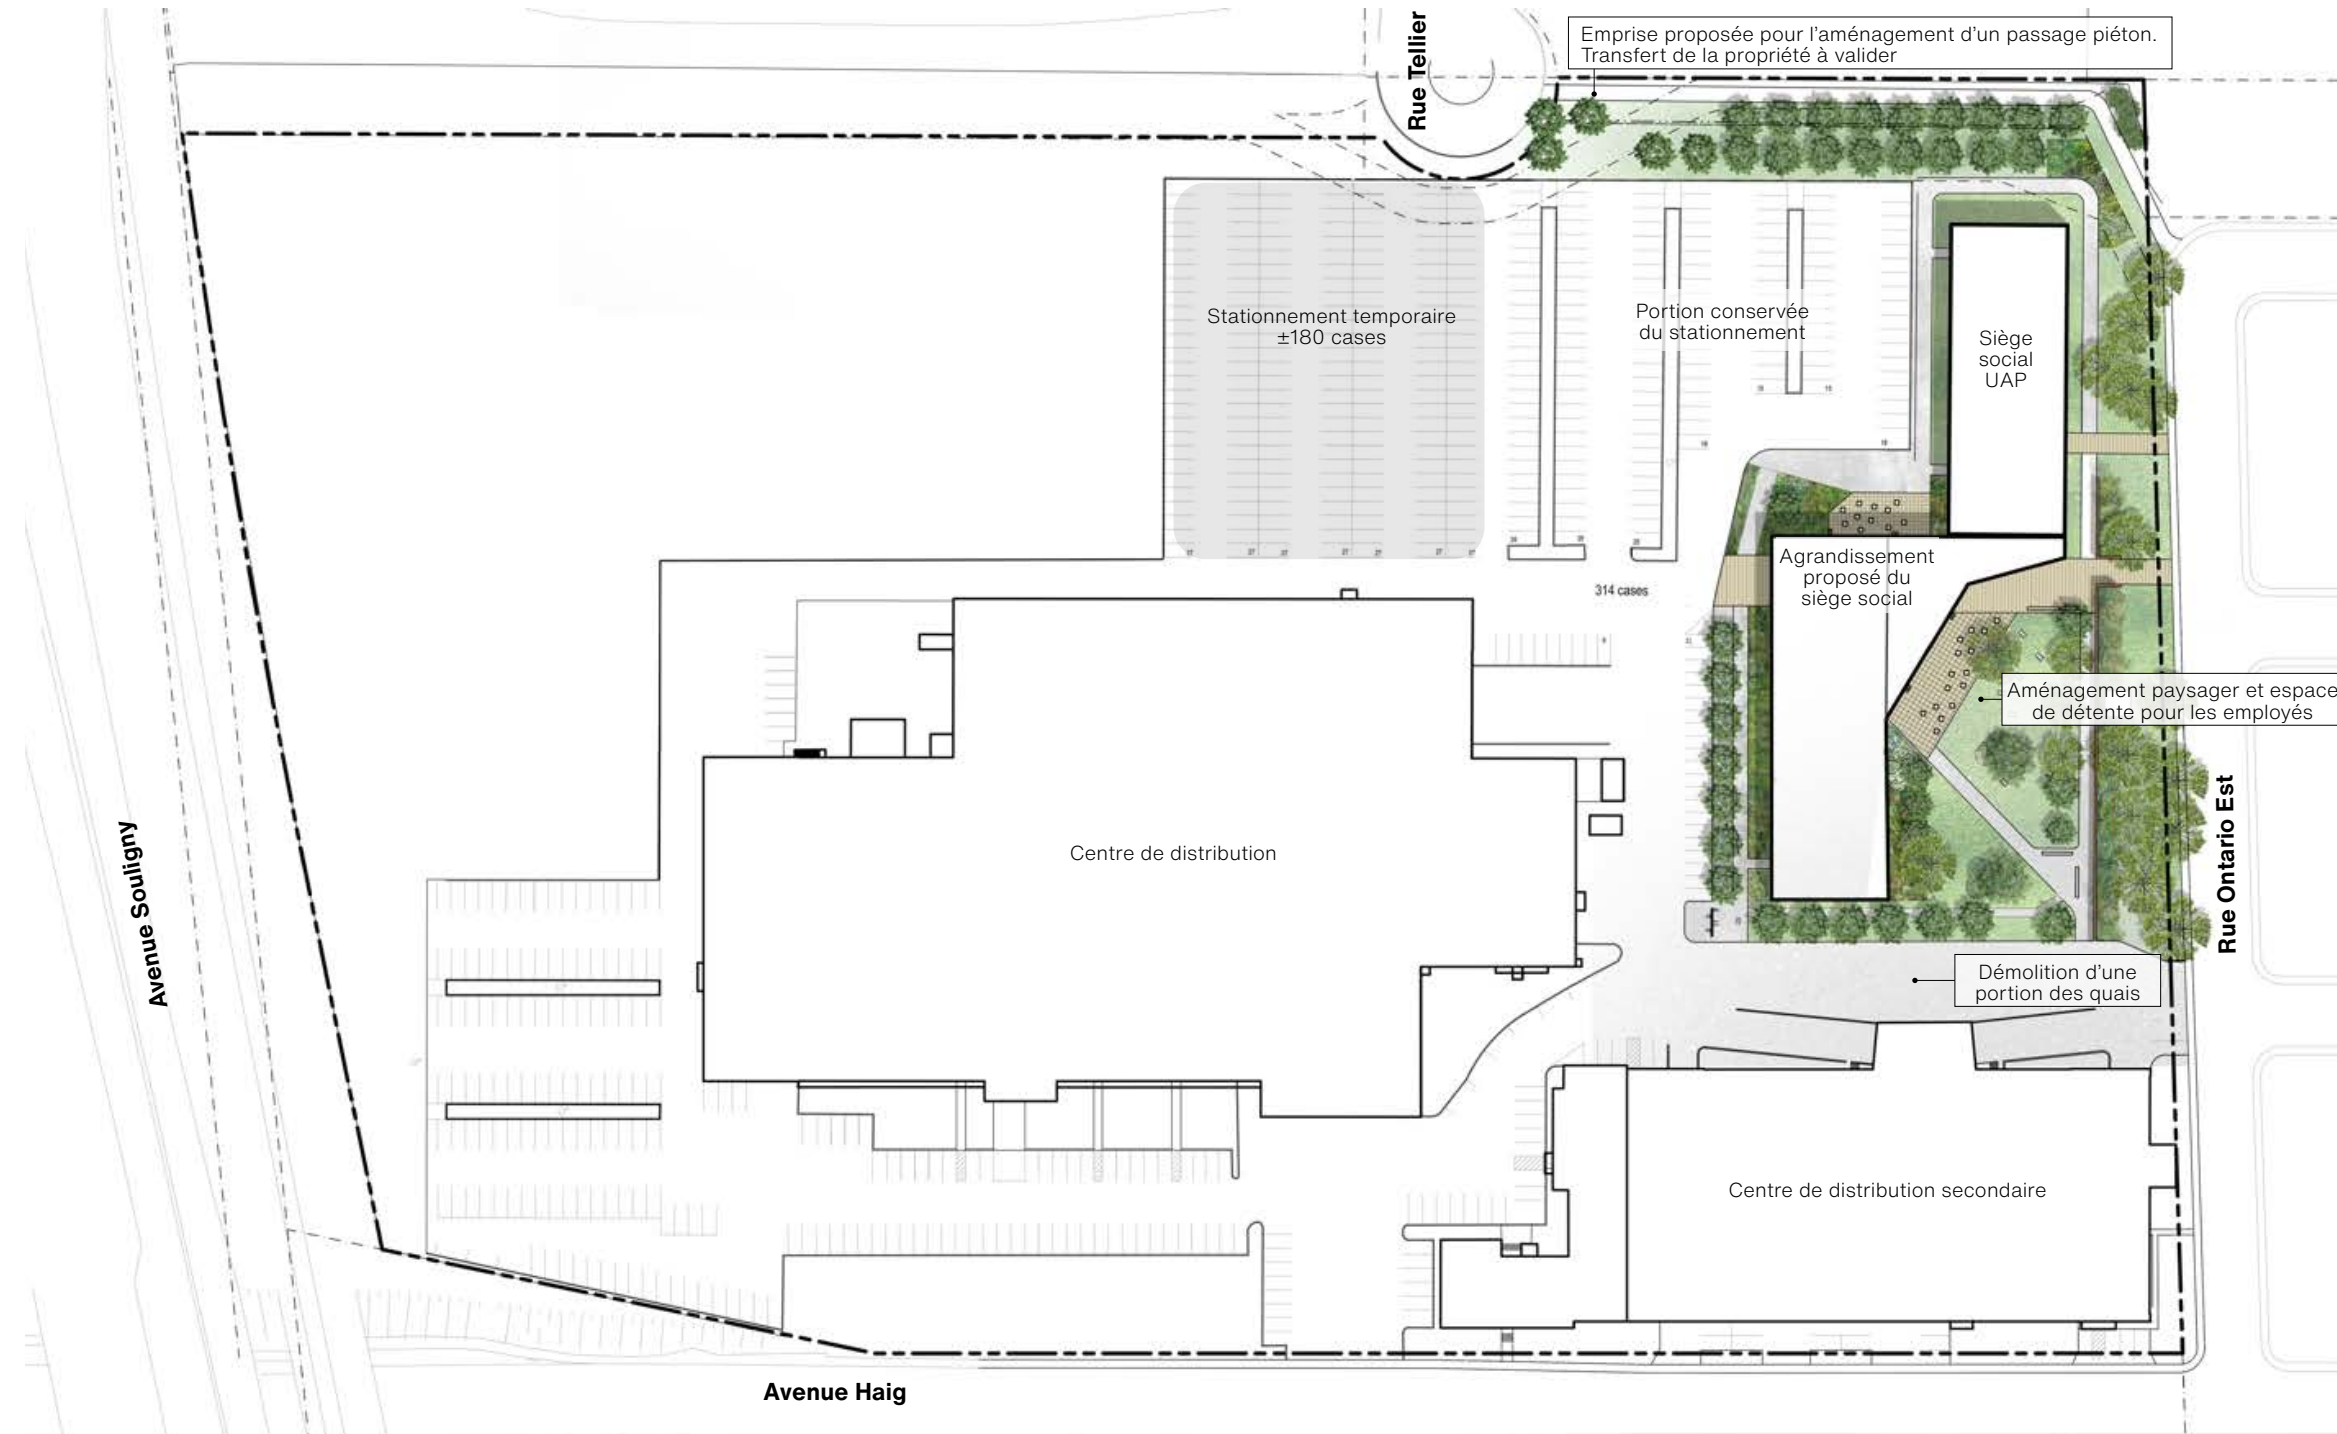 Rue Tellier
Emprise proposée pour l'aménagement d'un passage piéton.
Transfert de la propriété à valider
Stationnement temporaire
±180 cases
Portion conservée
du stationnement
Siège
social
UAP
Agrandissement
proposé du
siège social
314 cases
Aménagement paysager et espace
de détente pour les employés
Avenue Souligny
Centre de distribution
Rue Ontario Est
Démolition d'une
portion des quais
Centre de distribution secondaire
Avenue Haig